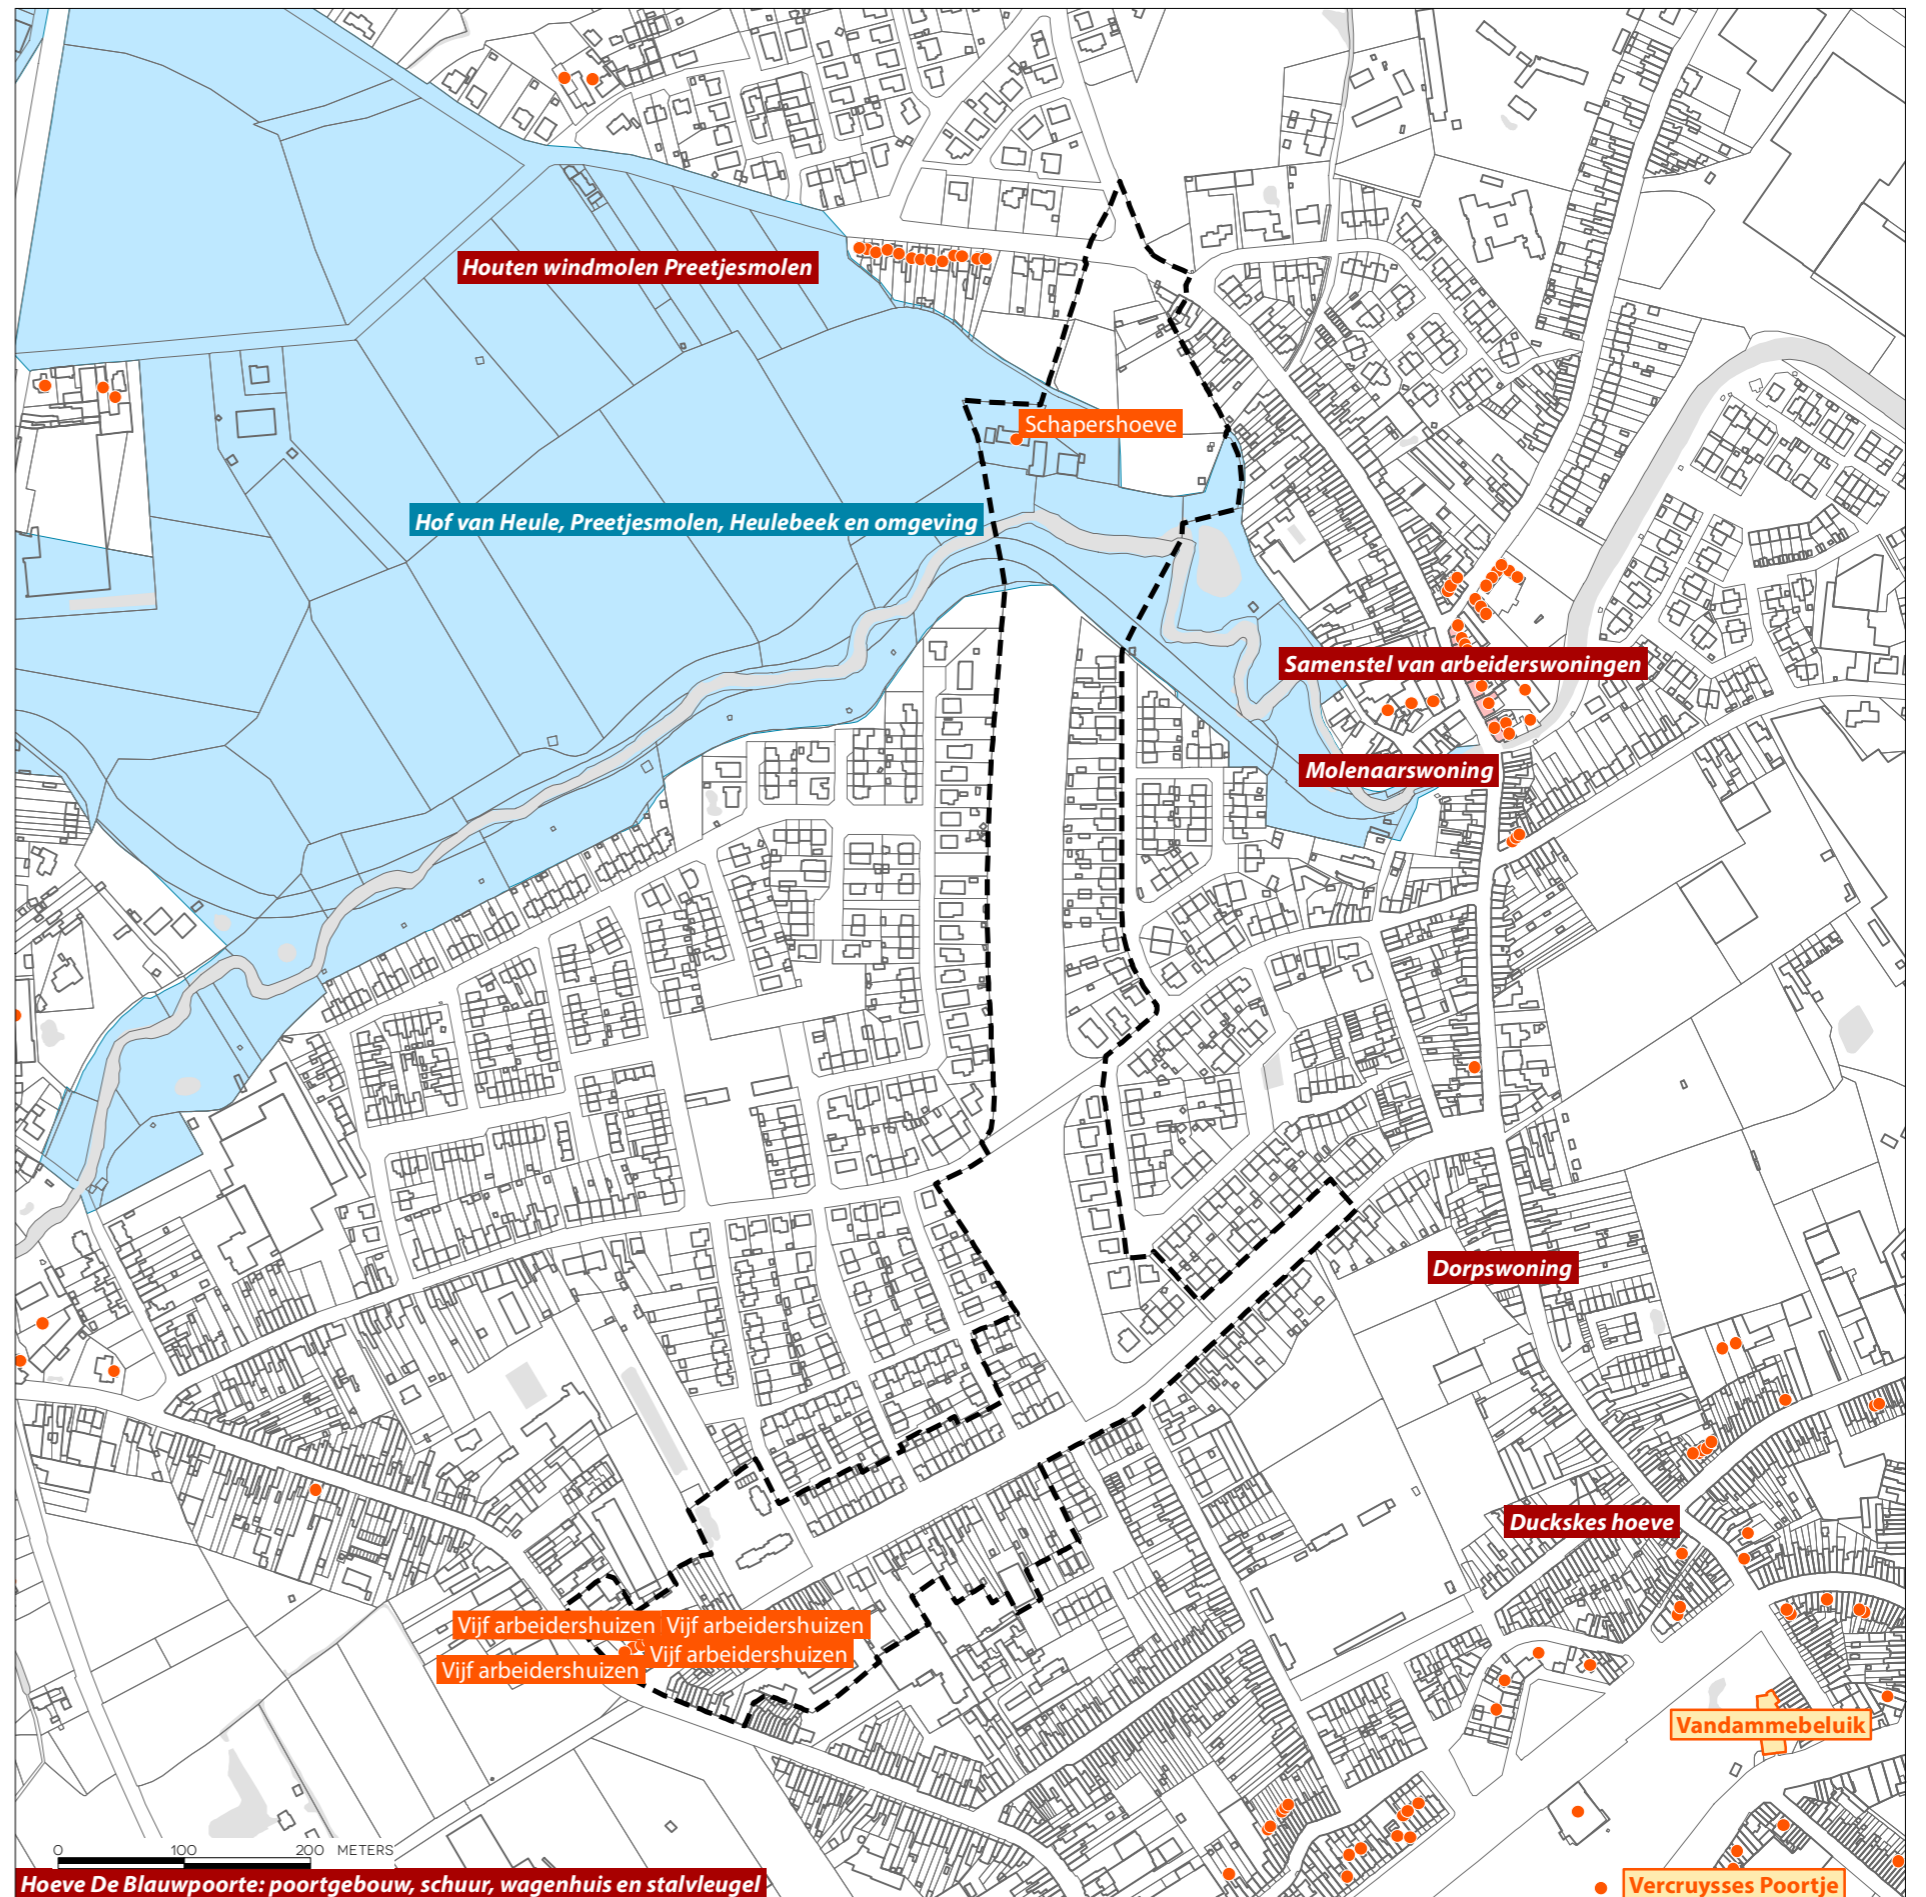 Houten windmolen Preetjesmolen
Schapershoeve
Hof van Heule, Preetjesmolen, Heulebeek en omgeving
Samenstel van arbeiderswoningen
Molenaarswoning
Dorpswoning
Duckskes hoeve
Vijf arbeidershuizen
Vijf arbeidershuizen
Vijf arbeidershuizen
Vijf arbeidershuizen
Vandammebeluik
0 100 200 METERS
Hoeve De Blauwpoorte: poortgebouw, schuur, wagenhuis en stalvleugel
Vercruysses Poortje